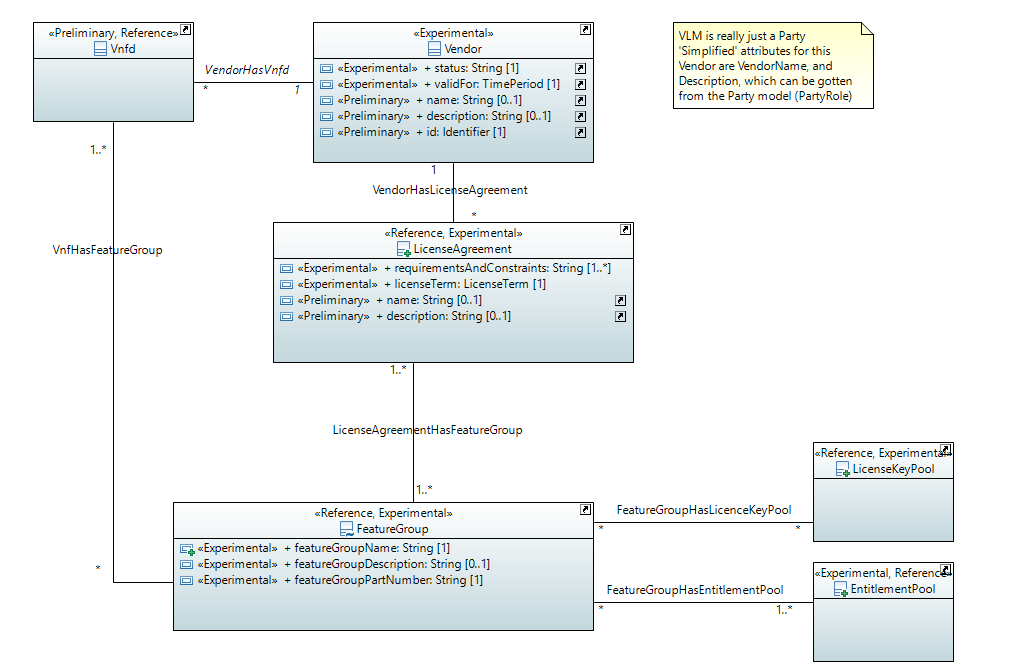 «Preliminary, Reference»
Vnfd
VendorHasVnfd
*
1
«Experimental»
Vendor
«Experimental» + status: String [1]
«Experimental» + validFor: TimePeriod [1]
«Preliminary» + name: String [0..1]
«Preliminary» + description: String [0..1]
«Preliminary» + id: Identifier [1]
VLM is really just a Party
'Simplified' attributes for this
Vendor are VendorName, and
Description, which can be gotten
from the Party model (PartyRole)
1..*
VnfHasFeatureGroup
*
1
VendorHasLicenseAgreement
*
«Reference, Experimental»
LicenseAgreement
«Experimental» + requirementsAndConstraints: String [1..*]
«Experimental» + licenseTerm: LicenseTerm [1]
«Preliminary» + name: String [0..1]
«Preliminary» + description: String [0..1]
1..*
LicenseAgreementHasFeatureGroup
1..*
«Reference, Experimental»
FeatureGroup
«Experimental» + featureGroupName: String [1]
«Experimental» + featureGroupDescription: String [0..1]
«Experimental» + featureGroupPartNumber: String [1]
FeatureGroupHasLicenceKeyPool
*
*
«Reference, Experimental»
LicenseKeyPool
FeatureGroupHasEntitlementPool
*
1..*
«Experimental, Reference»
EntitlementPool